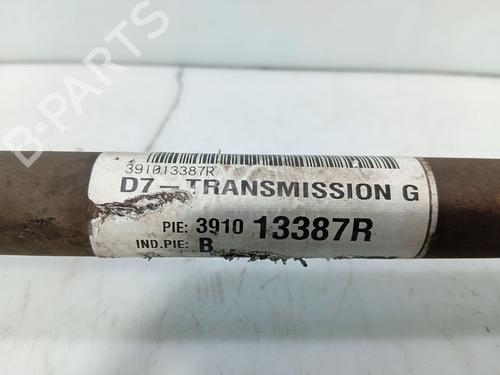 391013387R
D7-TRANSMISSION G
PIE: 3910 13387R
IND.PIE: B
B-PARTS